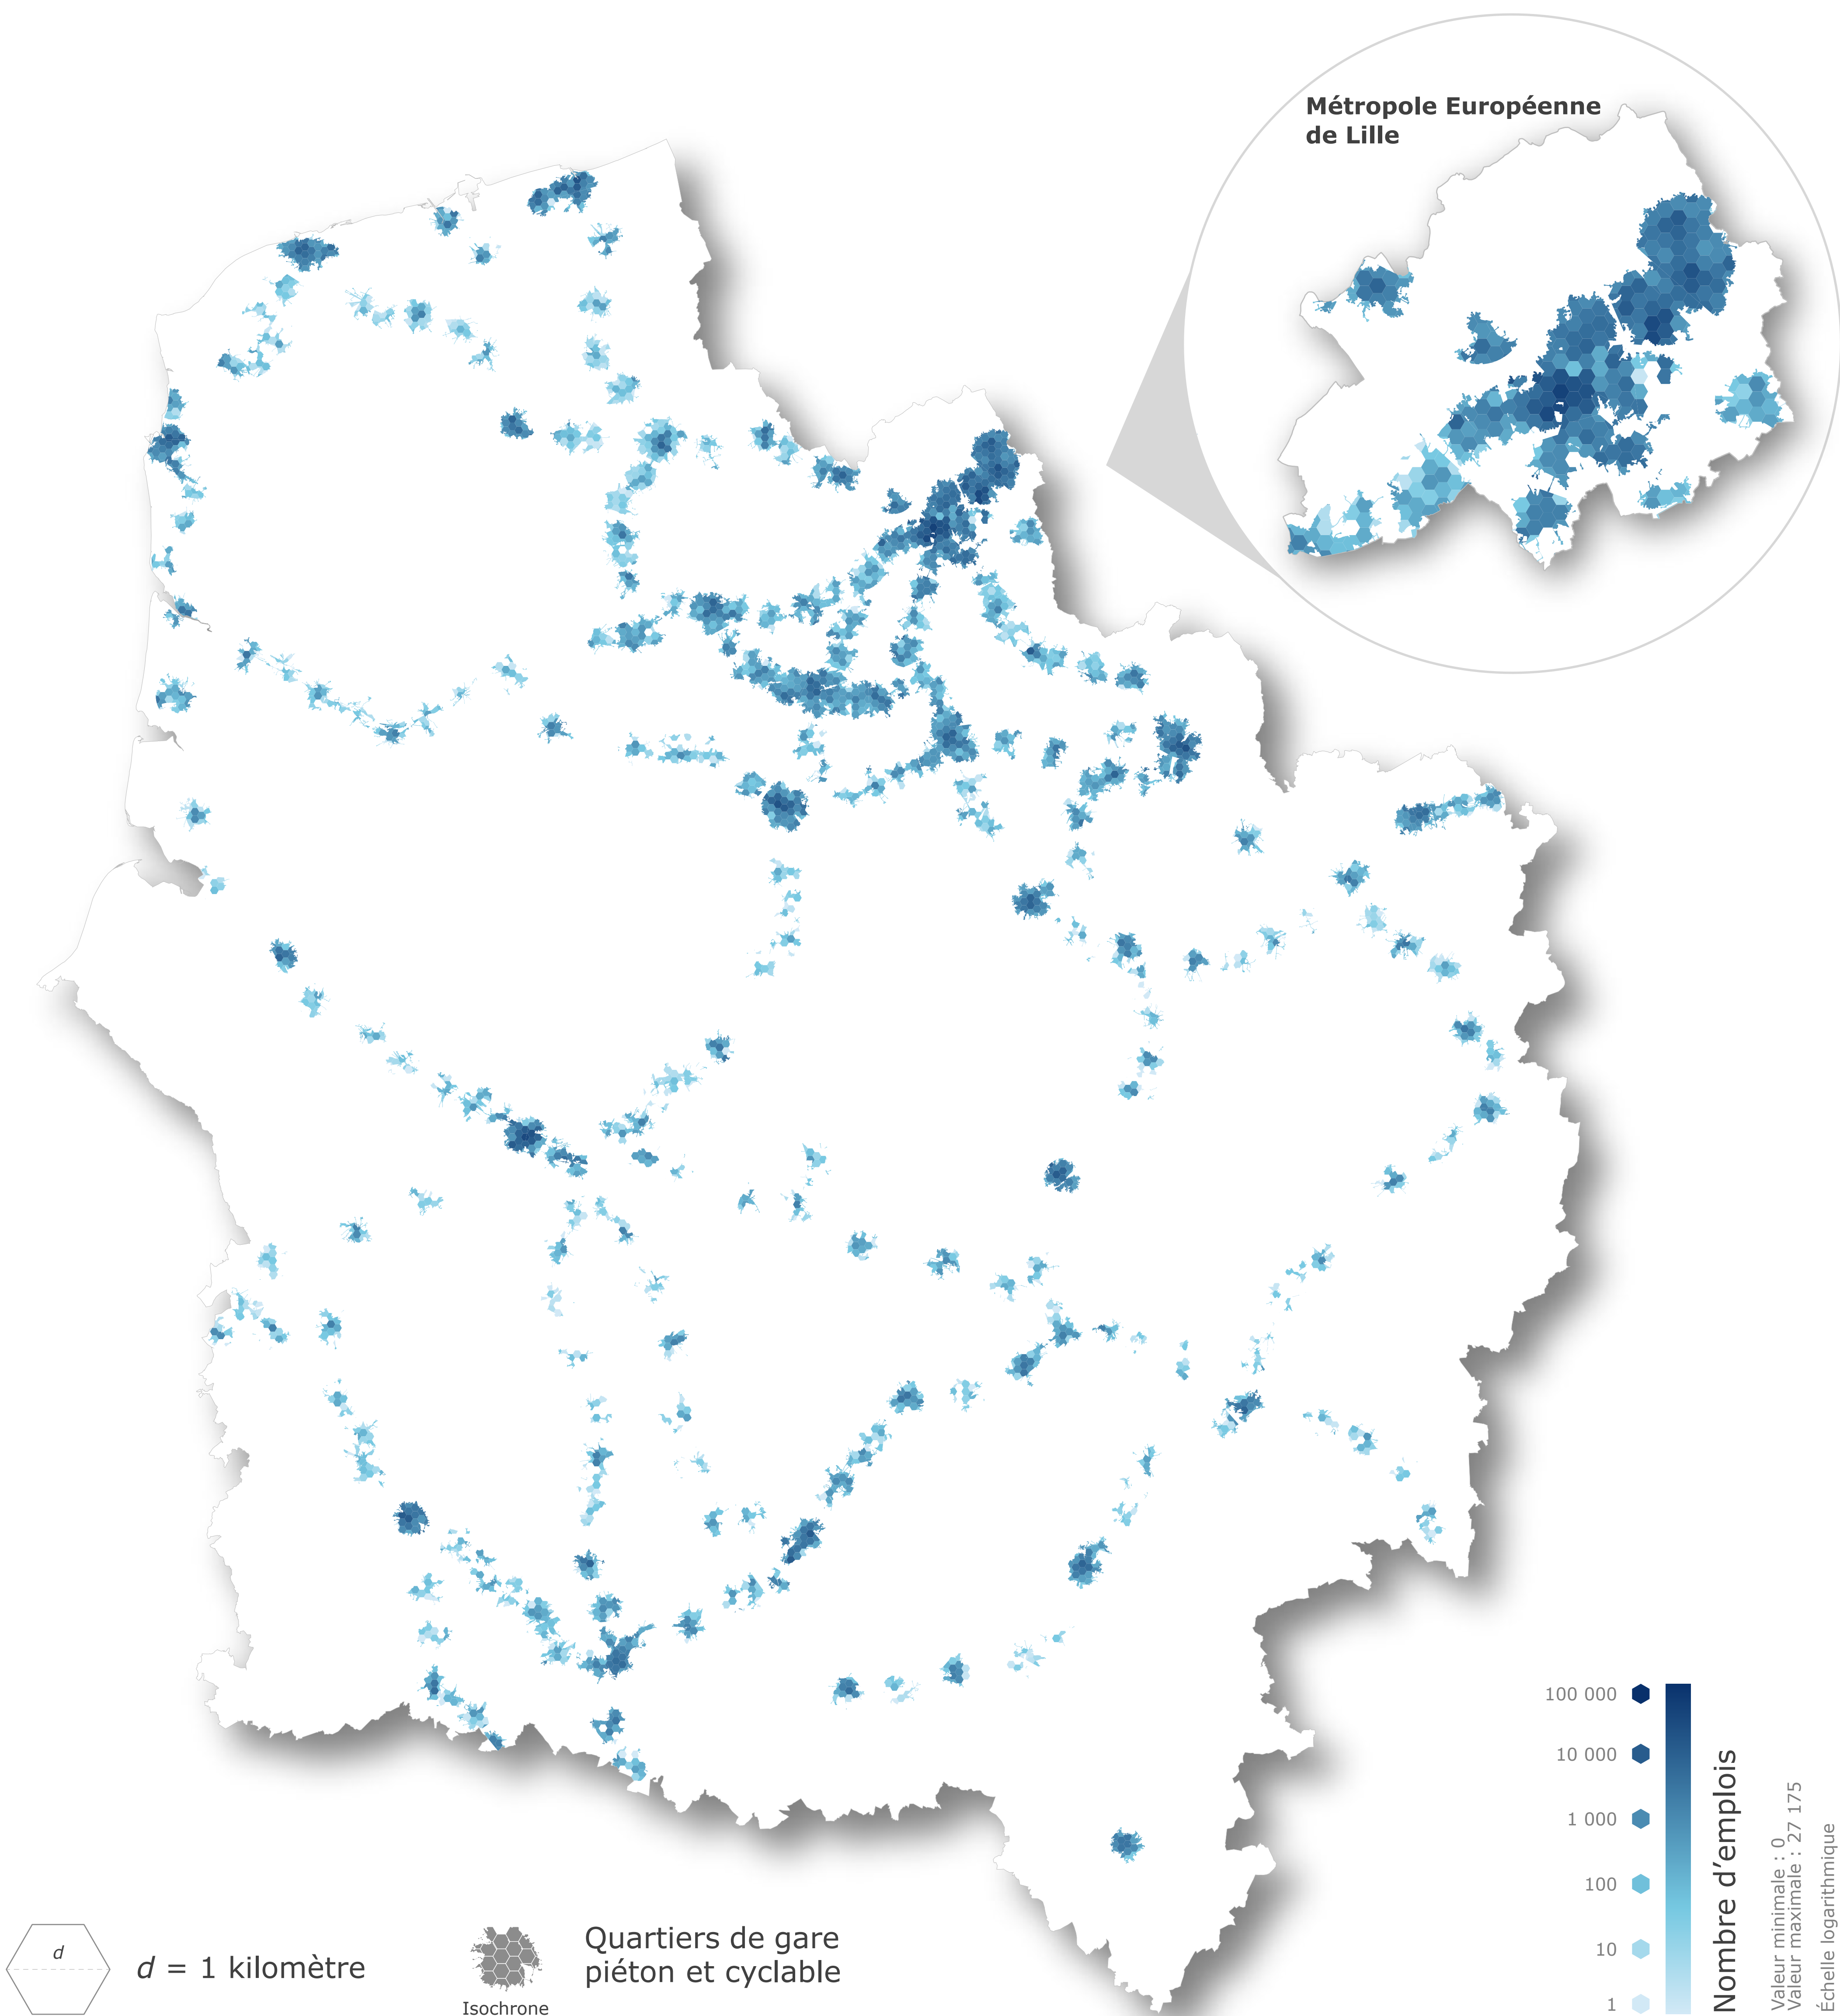 Métropole Européenne
de Lille
100 000
10 000
1 000
100
10
1
Nombre d’emplois
Valeur minimale : 0
Valeur maximale : 27 175
Échelle logarithmique
d
d = 1 kilomètre
Isochrone
Quartiers de gare
piéton et cyclable